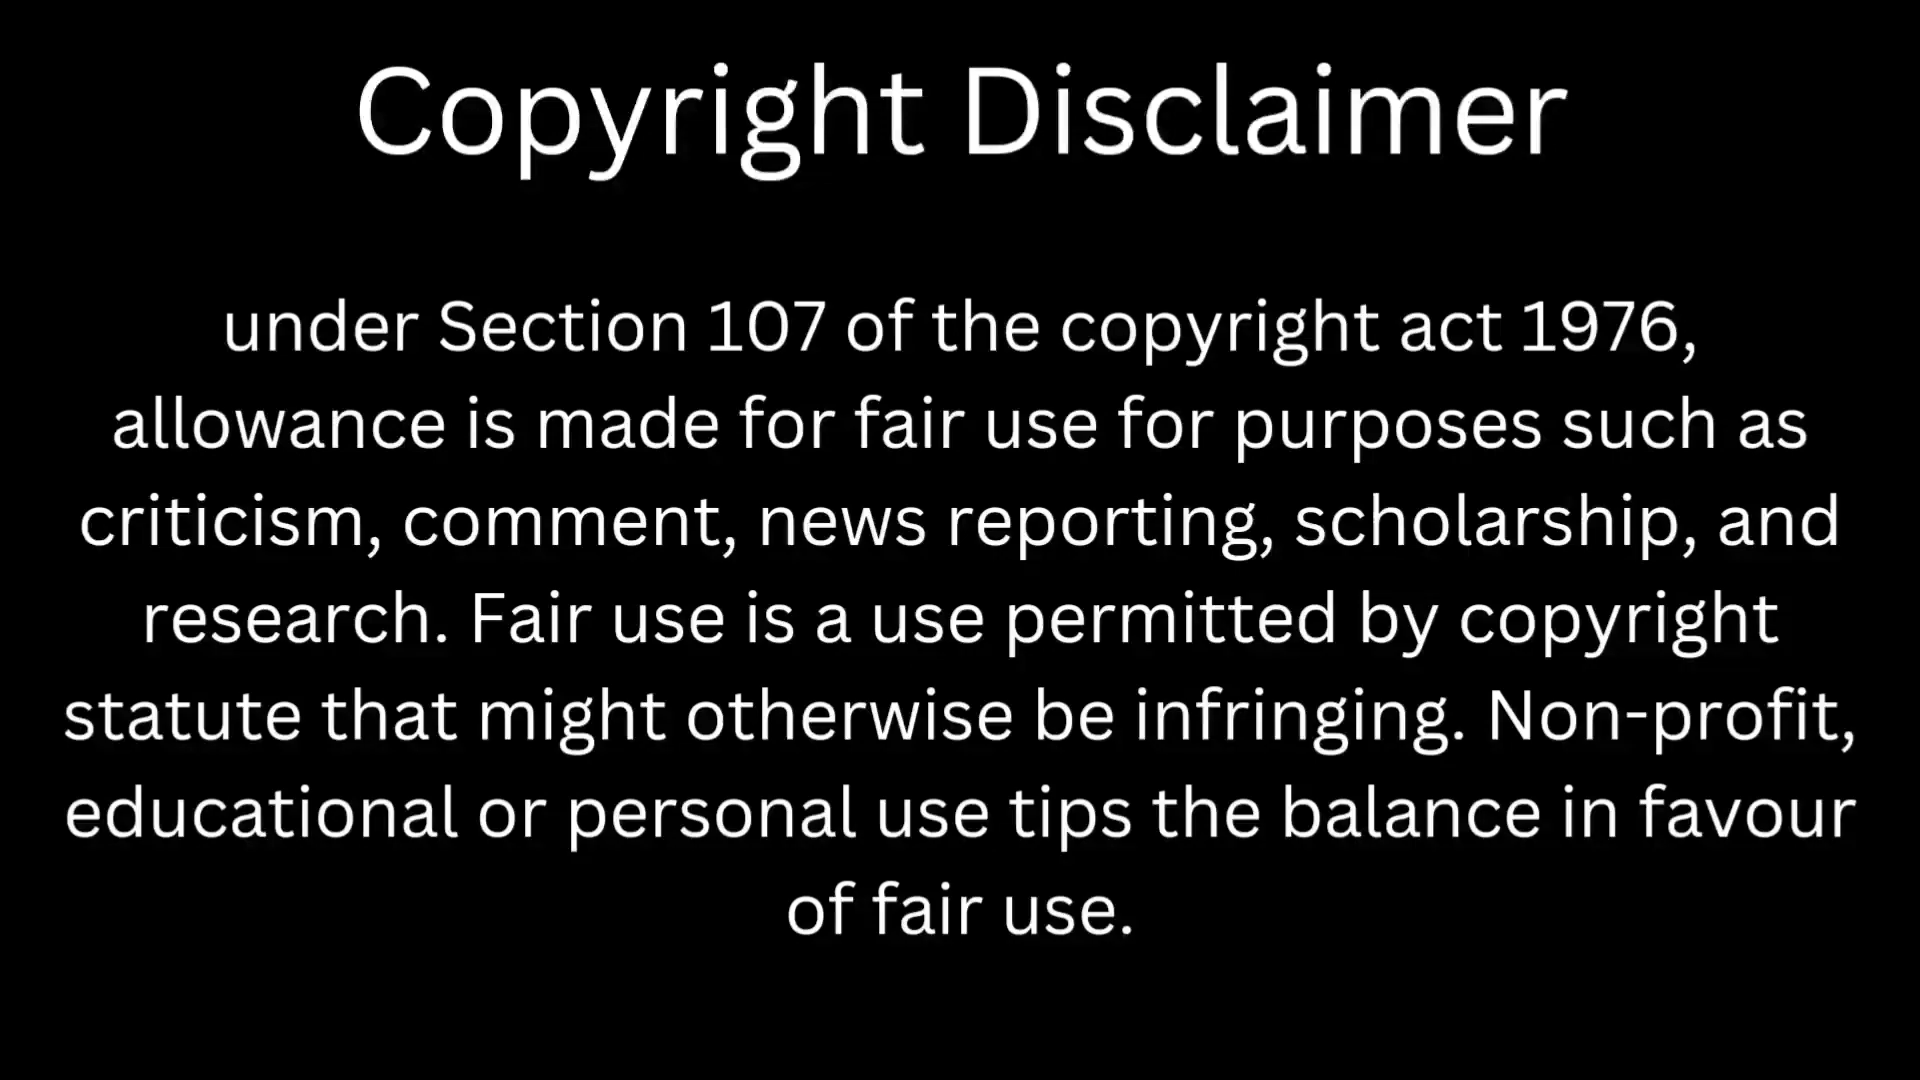 Copyright Disclaimer
under Section 107 of the copyright act 1976,
allowance is made for fair use for purposes such as
criticism, comment, news reporting, scholarship, and
research. Fair use is a use permitted by copyright
statute that might otherwise be infringing. Non-profit,
educational or personal use tips the balance in favour
of fair use.